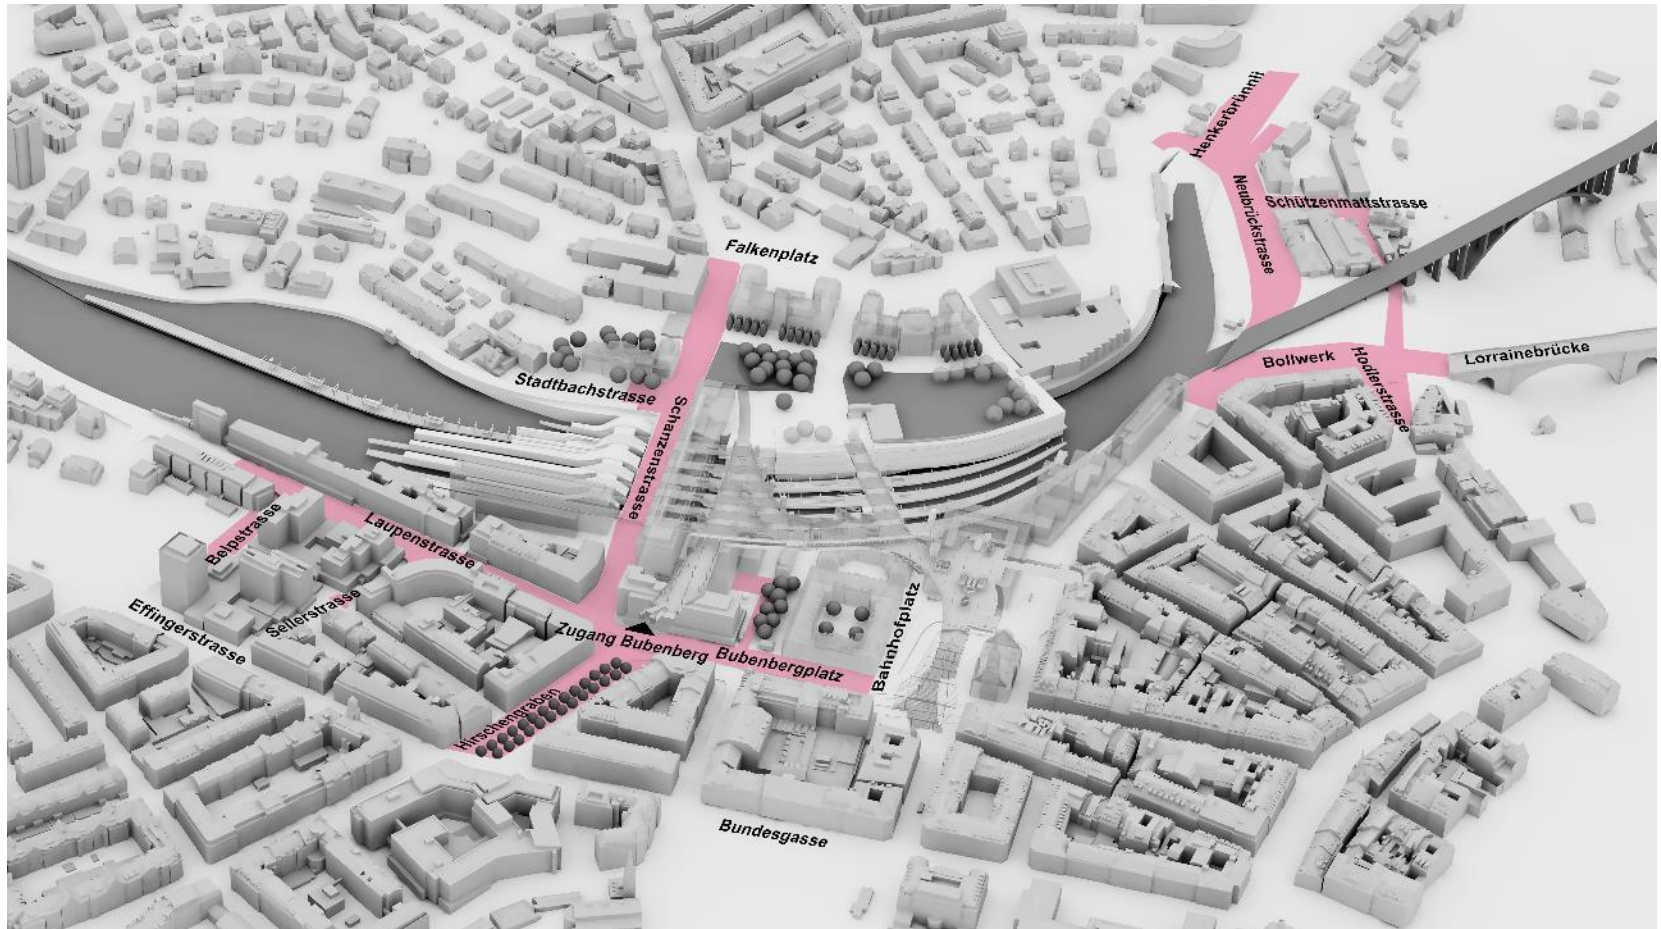 Henkerbrünnli
Neubrückstrasse
Schützenmattstrasse
Falkenplatz
Bollwerk
Hodlerstrasse
Lorrainebrücke
Stadtbachstrasse
Schanzenstrasse
Belpstrasse
Laupenstrasse
Effingerstrasse
Seilerstrasse
Zugang Bubenberg
Bubenbergplatz
Bahnhofplatz
Hirschengraben
Bundesgasse